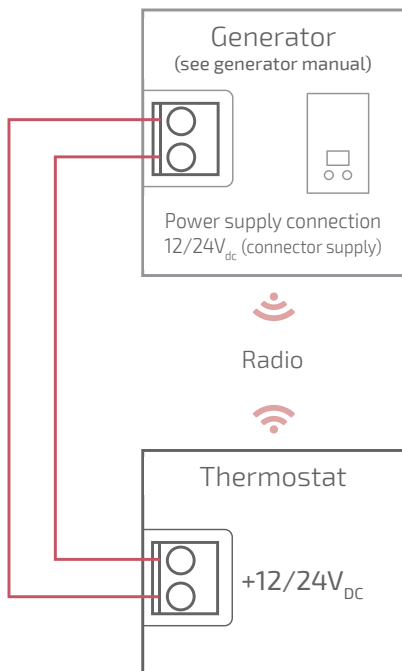 Generator
(see generator manual)
Power supply connection
12/24Vdc (connector supply)
Radio
Thermostat
+12/24VDC